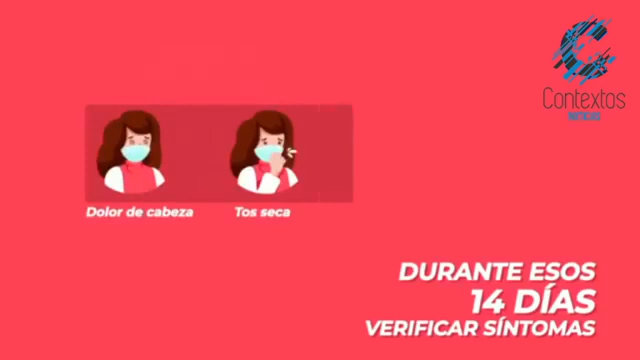 Contextos
Dolor de cabeza
Tos seca
DURANTE ESOS
14 DÍAS
VERIFICAR SÍNTOMAS